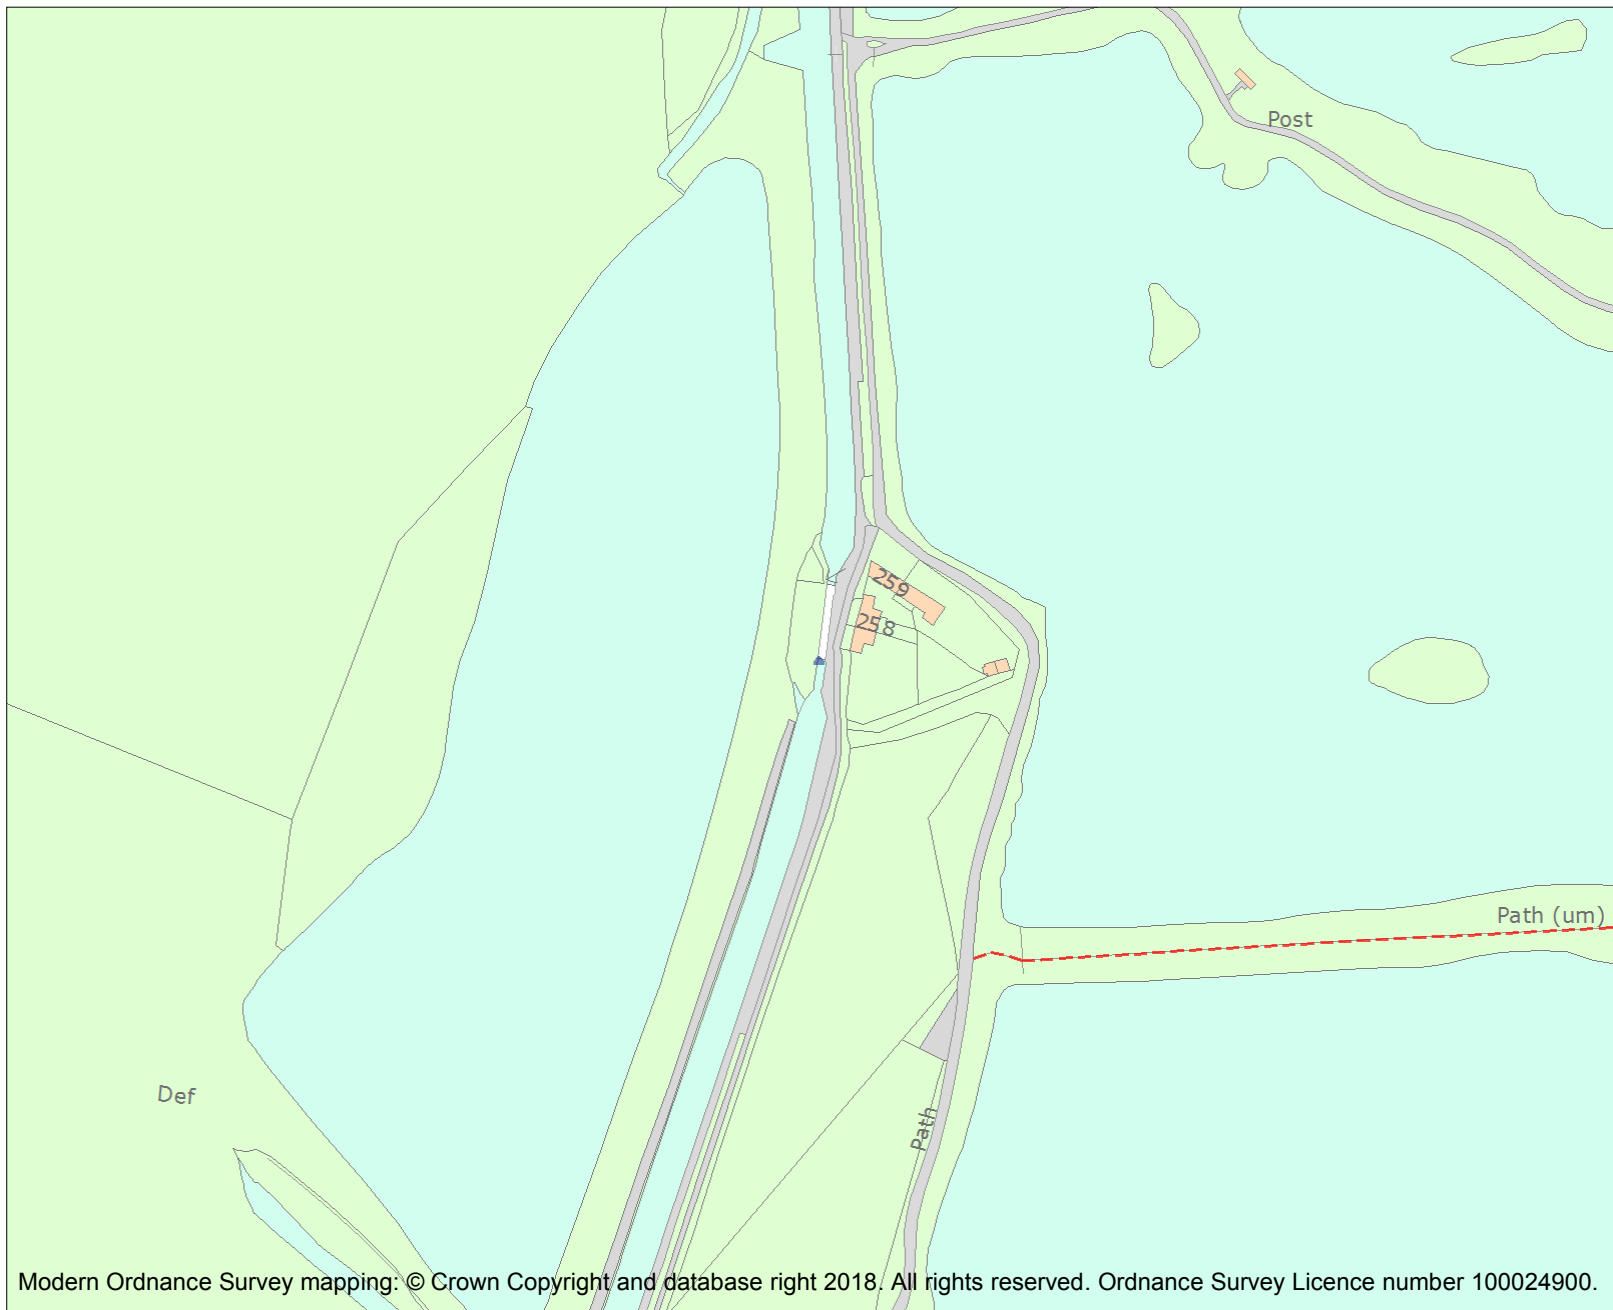 Post
259
258
Path (um)
Def
Path
Modern Ordnance Survey mapping: © Crown Copyright and database right 2018. All rights reserved. Ordnance Survey Licence number 100024900.